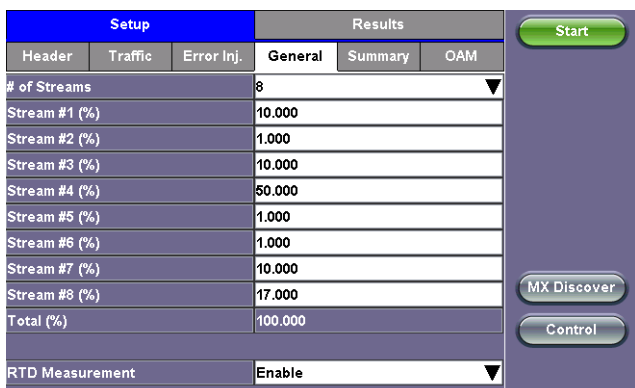 Setup Results
Start
Header Traffic Error Inj. General Summary OAM
# of Streams 8
Stream #1 (%) 10.000
Stream #2 (%) 1.000
Stream #3 (%) 10.000
Stream #4 (%) 50.000
Stream #5 (%) 1.000
Stream #6 (%) 1.000
Stream #7 (%) 10.000
Stream #8 (%) 17.000
MX Discover
Total (%) 100.000
Control
RTD Measurement Enable